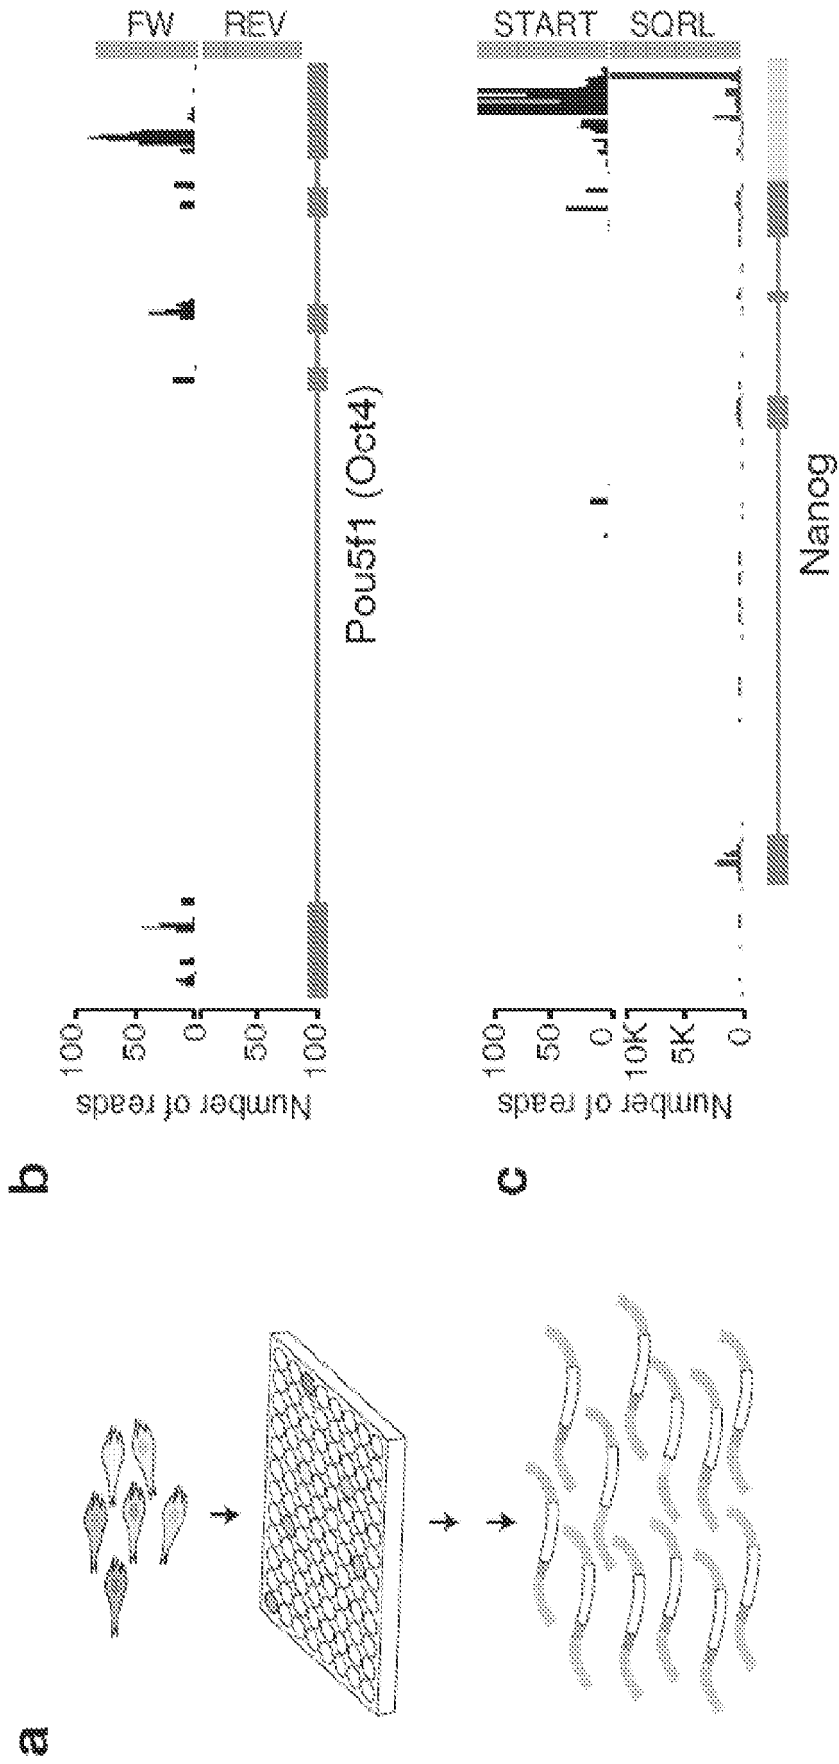 a
b
Number of reads
100
50
0
50
100
FW
REV
Pou5f1 (Oct4)
c
Number of reads
100
50
0
10K
5K
0
START
SQRL
Nanog